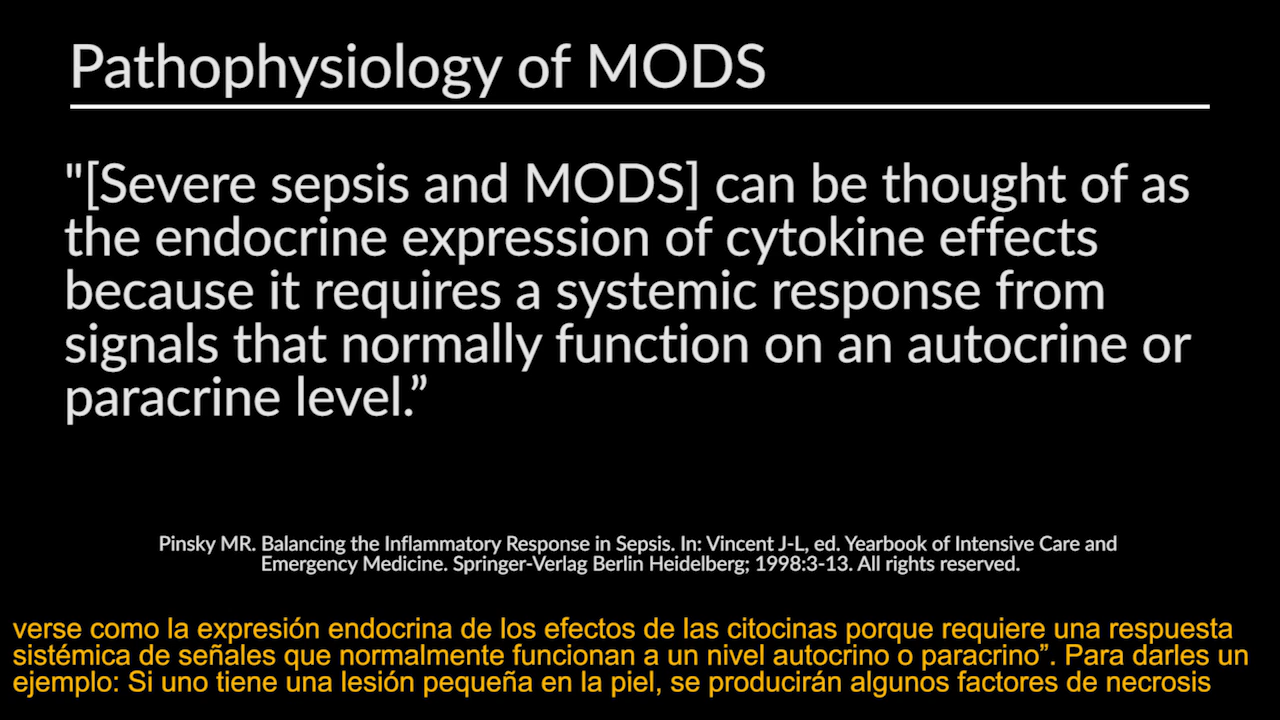 Pathophysiology of MODS
"[Severe sepsis and MODS] can be thought of as
the endocrine expression of cytokine effects
because it requires a systemic response from
signals that normally function on an autocrine or
paracrine level.”
Pinsky MR. Balancing the Inflammatory Response in Sepsis. In: Vincent J-L, ed. Yearbook of Intensive Care and
Emergency Medicine. Springer-Verlag Berlin Heidelberg; 1998:3-13. All rights reserved.
verse como la expresión endocrina de los efectos de las citocinas porque requiere una respuesta
sistémica de señales que normalmente funcionan a un nivel autocrino o paracrino”. Para darles un
ejemplo: Si uno tiene una lesión pequeña en la piel, se producirán algunos factores de necrosis